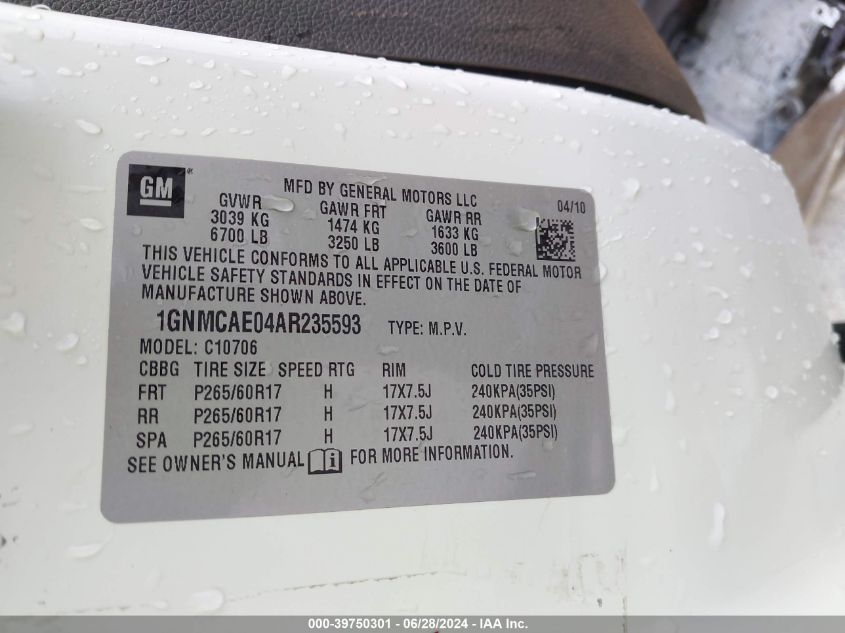 GM®
MFD BY GENERAL MOTORS LLC
04/10
GVWR GAWR FRT GAWR RR
3039 KG 1474 KG 1633 KG
6700 LB 3250 LB 3600 LB
THIS VEHICLE CONFORMS TO ALL APPLICABLE U.S. FEDERAL MOTOR
VEHICLE SAFETY STANDARDS IN EFFECT ON THE DATE OF
MANUFACTURE SHOWN ABOVE.
1GNMCAE04AR235593 TYPE: M.P.V.
MODEL: C10706
CBBG TIRE SIZE SPEED RTG RIM COLD TIRE PRESSURE
FRT P265/60R17 H 17X7.5J 240KPA(35PSI)
RR P265/60R17 H 17X7.5J 240KPA(35PSI)
SPA P265/60R17 H 17X7.5J 240KPA(35PSI)
SEE OWNER'S MANUAL i FOR MORE INFORMATION.
000-39750301 - 06/28/2024 - IAA Inc.